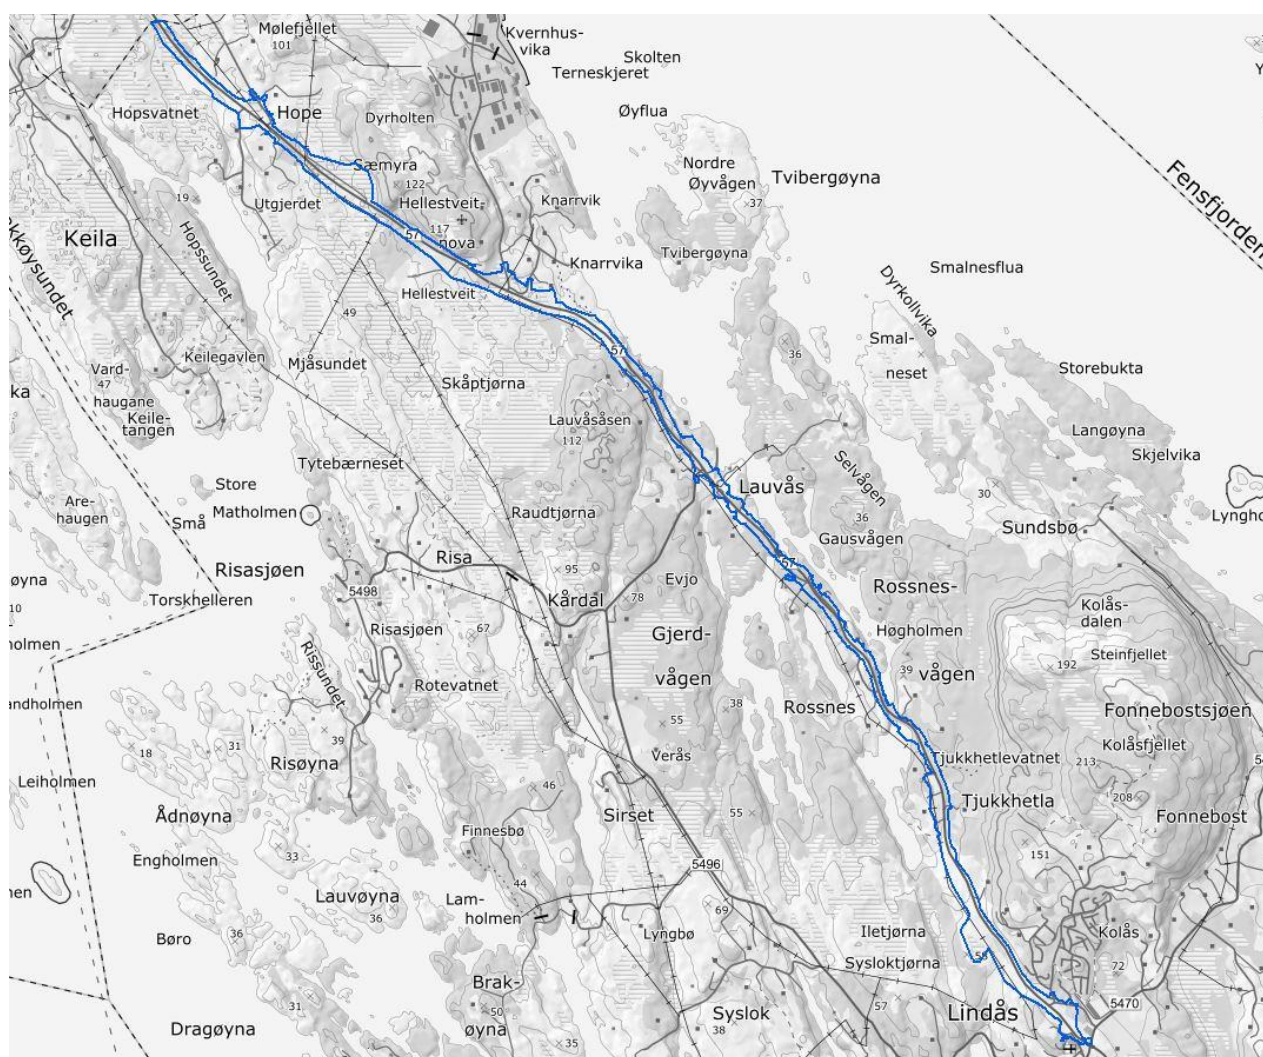 Mølefjellet
101
Kvernhus-
vika
Skolten
Terneskjeret
Øyflua
Hopsvatnet
Hope
Dyrholten
Sæmyra
122
Hellestveit-
nova
117
Utgjerdet
19
Hopssundet
Keila
57
Knarrvik
Knarrvika
Hellestveit
Nordre
Øyvågen
37
Tvibergøyna
Tvibergøyna
Fensfjorden
Smalnesflua
Dyrkollvika
Smal-
neset
Storebukta
Langøyna
Skjelvika
49
Mjåsundet
Keilegavlen
Vard-
47
haugane
Keile-
tangen
Skåptjørna
57
36
Lauvåsåsen
112
Tytebærneset
Store
Matholmen
Små
Are-
haugen
Raudtjørna
Lauvås
Selvågen
36
Gausvågen
30
Sundsbø
Risasjøen
Risa
95
Kårdal
78
Evjo
57
Rossnes-
vågen
Høgholmen
39
Kolås-
dalen
Steinfjellet
192
Torskhelleren
5498
Risasjøen
67
Rissundet
Rotevatnet
Gjerd-
vågen
38
55
Rossnes
Fonnebostsjøen
Kolåsfjellet
213
208
18
31
39
Risøyna
Verås
Tjukkhetlevatnet
Tjukkhetla
Leiholmen
46
Ådnøyna
Sirset
55
Fonnebost
Finnesbø
33
Engholmen
44
5496
151
Lauvøyna
36
Lam-
holmen
69
Børo
36
Lyngbø
Iletjørna
Kolås
Sysloktjørna
72
Brak-
øyna
50
31
Dragøyna
35
Syslok
38
57
Lindås
5470